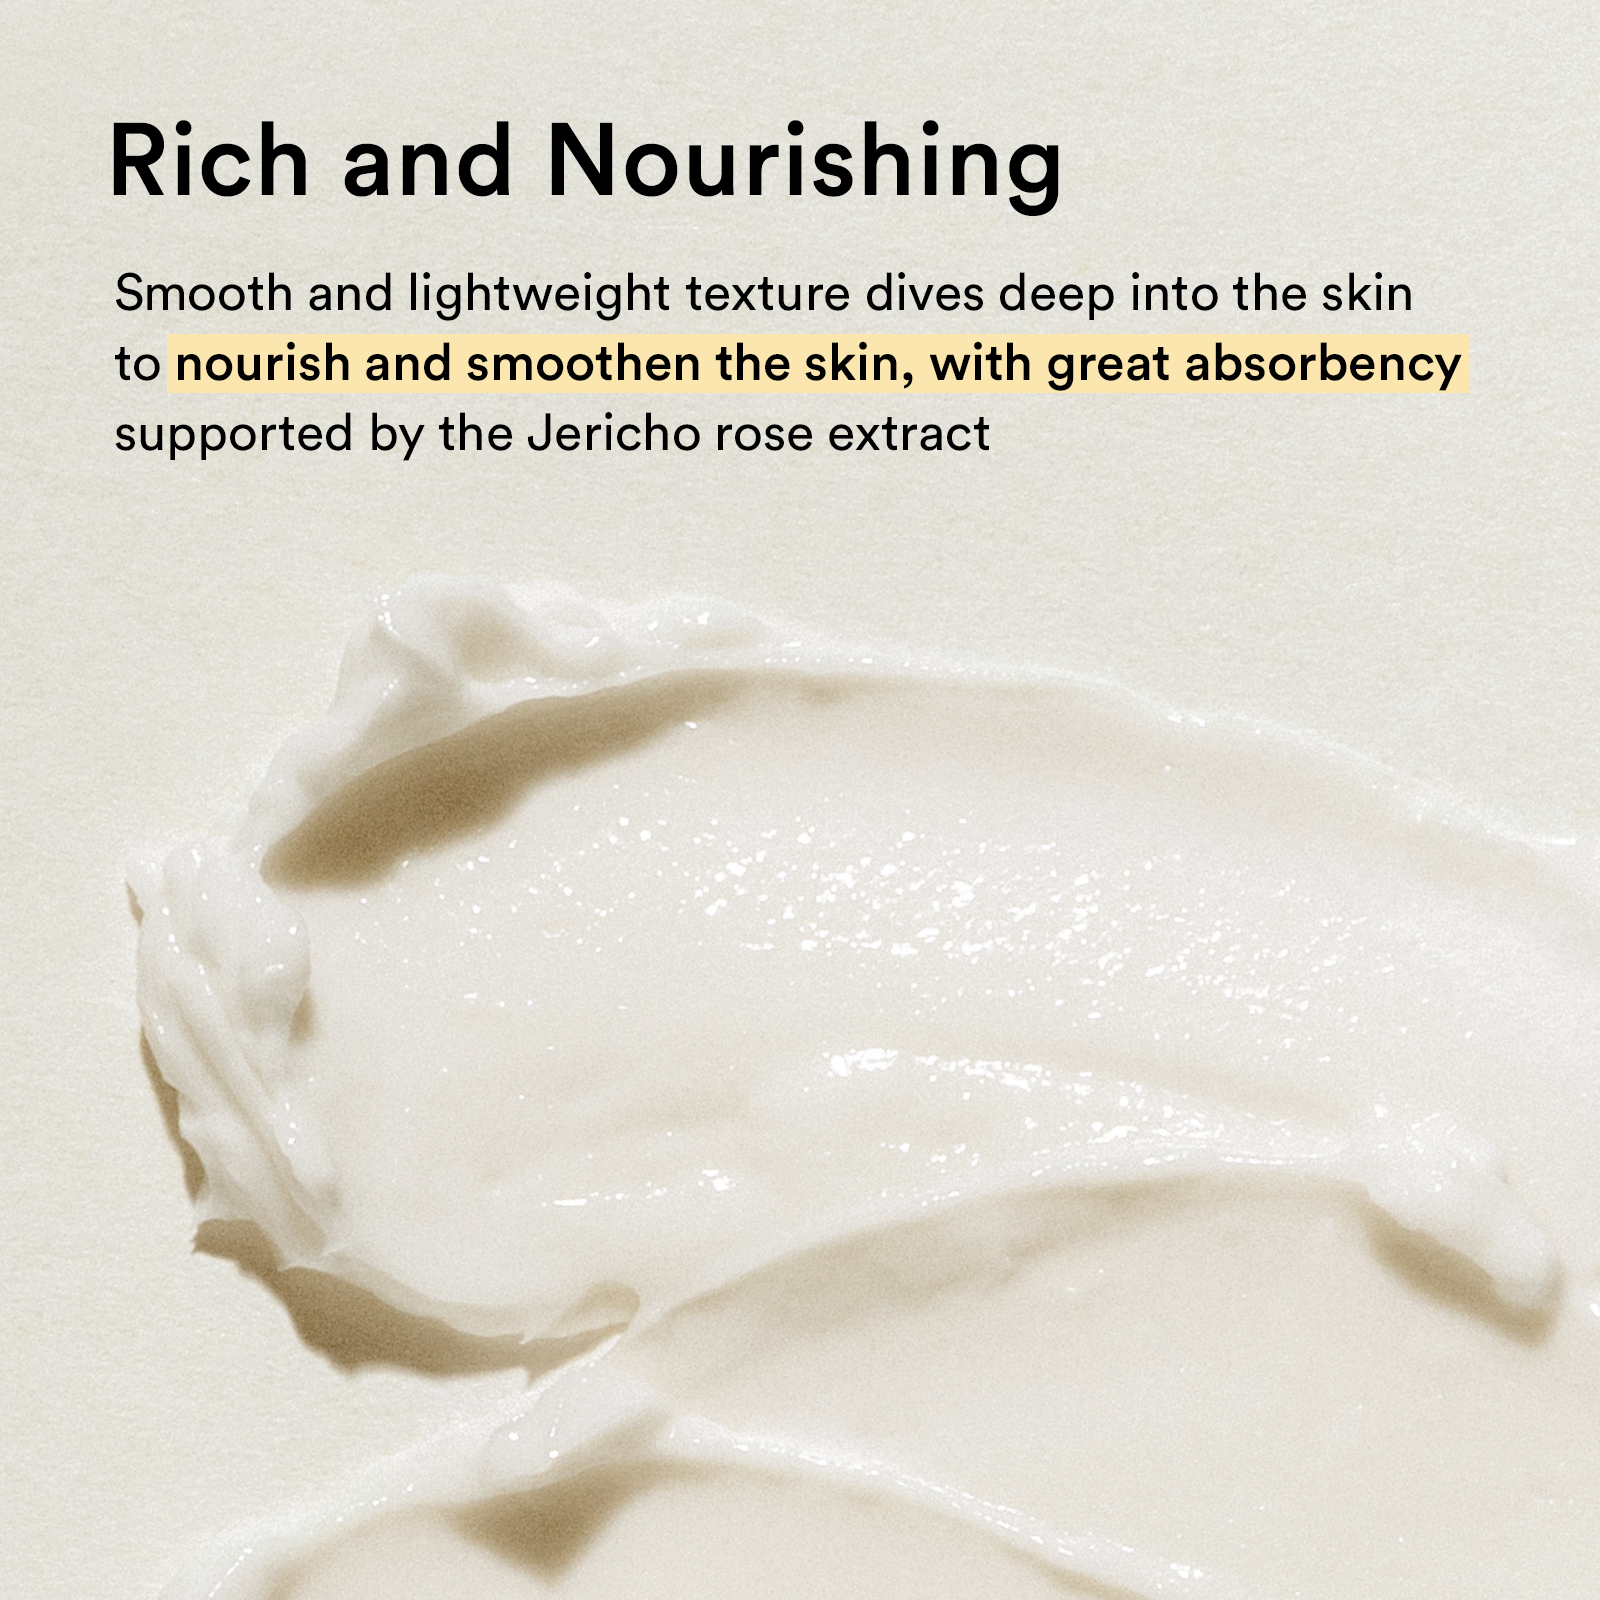 Rich and Nourishing
Smooth and lightweight texture dives deep into the skin
to nourish and smoothen the skin, with great absorbency
supported by the Jericho rose extract